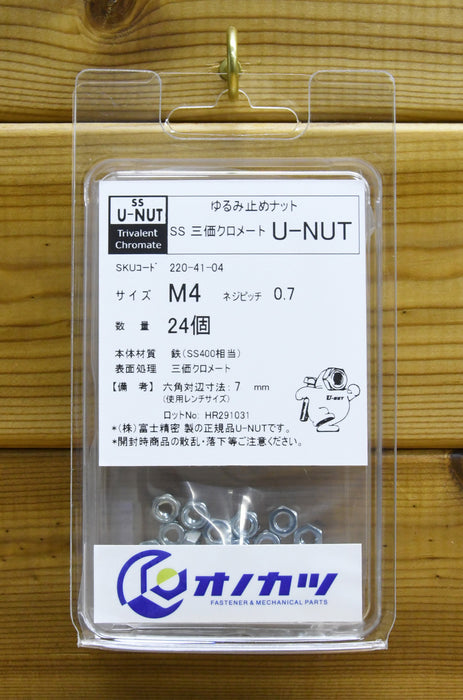 SS
U-NUT
Trivalent
Chromate
ゆるみ止めナット
SS 三価クロメート U-NUT
SKUコード 220-41-04
サイズ M4 ネジピッチ 0.7
数量 24個
本体材質 鉄(SS400相当)
表面処理 三価クロメート
【備 考】 六角対辺寸法:7 mm
(使用レンチサイズ)
ロットNo: HR291031
U-NUT
*(株)富士精密 製の正規品U-NUTです。
*開封時商品の散乱・落下等ご注意ください。
オノカツ
FASTENER & MECHANICAL PARTS